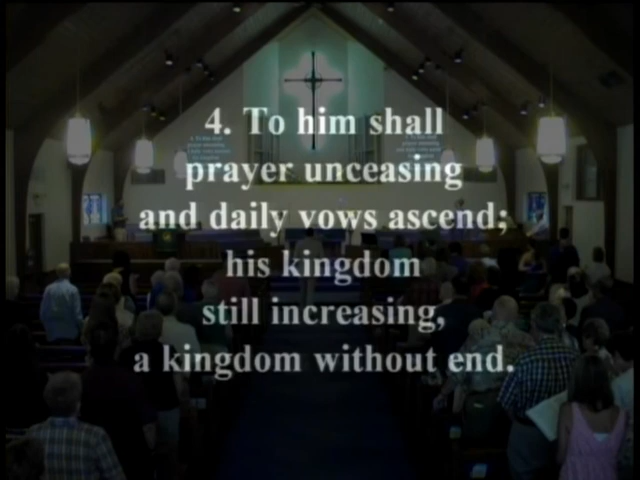 4. To him shall
prayer unceasing
and daily vows ascend;
his kingdom
still increasing,
a kingdom without end.